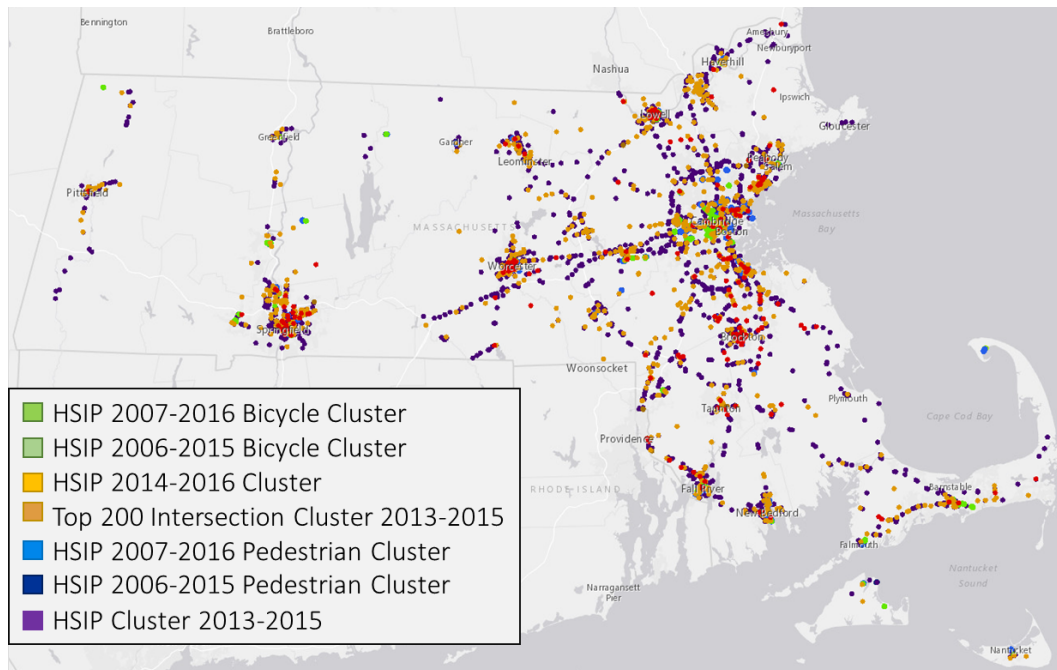 Bennington
Brattleboro
Amesbury
Newburyport
Haverhill
Nashua
Ipswich
Lowell
Gloucester
Greenfield
Gardner
Leominster
Peabody
Salem
Pittsfield
Cambridge
Massachusetts
Bay
Boston
MASSACHUSETTS
Worcester
Springfield
Brockton
Woonsocket
Plymouth
Cape Cod
Bay
Taunton
Providence
RHODE ISLAND
Fall River
New Bedford
Barnstable
Falmouth
Nantucket
Sound
Narragansett
Pier
Nantucket
HSIP 2007-2016 Bicycle Cluster
HSIP 2006-2015 Bicycle Cluster
HSIP 2014-2016 Cluster
Top 200 Intersection Cluster 2013-2015
HSIP 2007-2016 Pedestrian Cluster
HSIP 2006-2015 Pedestrian Cluster
HSIP Cluster 2013-2015